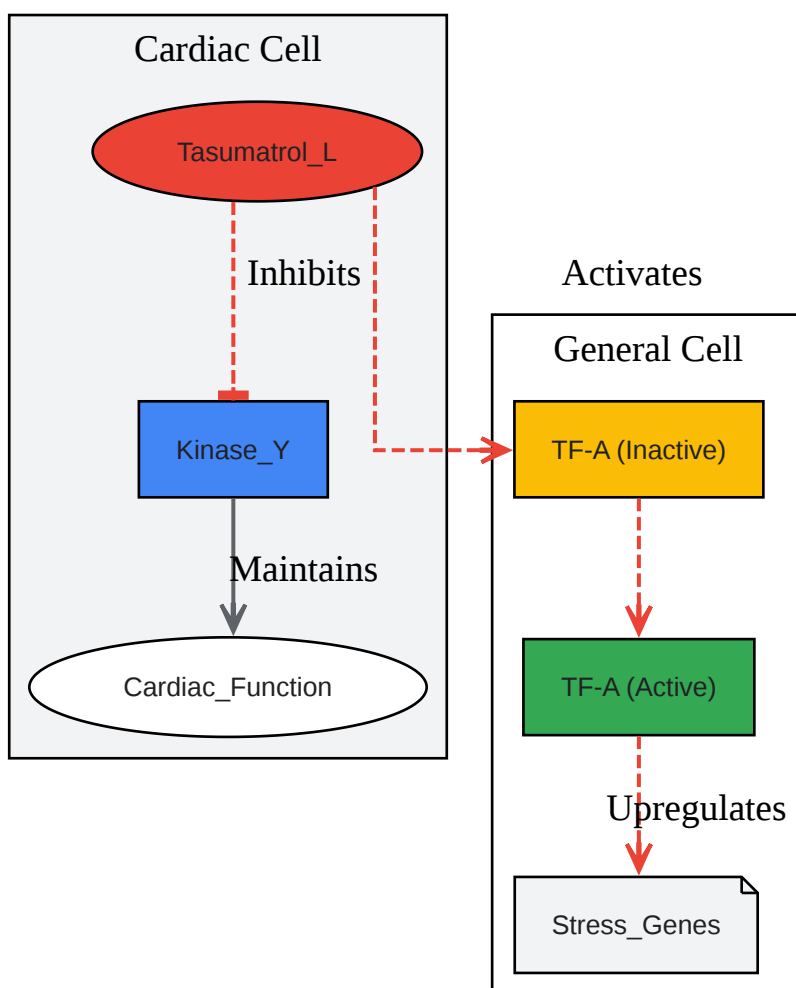 Cardiac Cell
Tasumatrol_L
Inhibits
Activates
General Cell
Kinase_Y
TF-A (Inactive)
Maintains
Cardiac_Function
TF-A (Active)
Upregulates
Stress_Genes